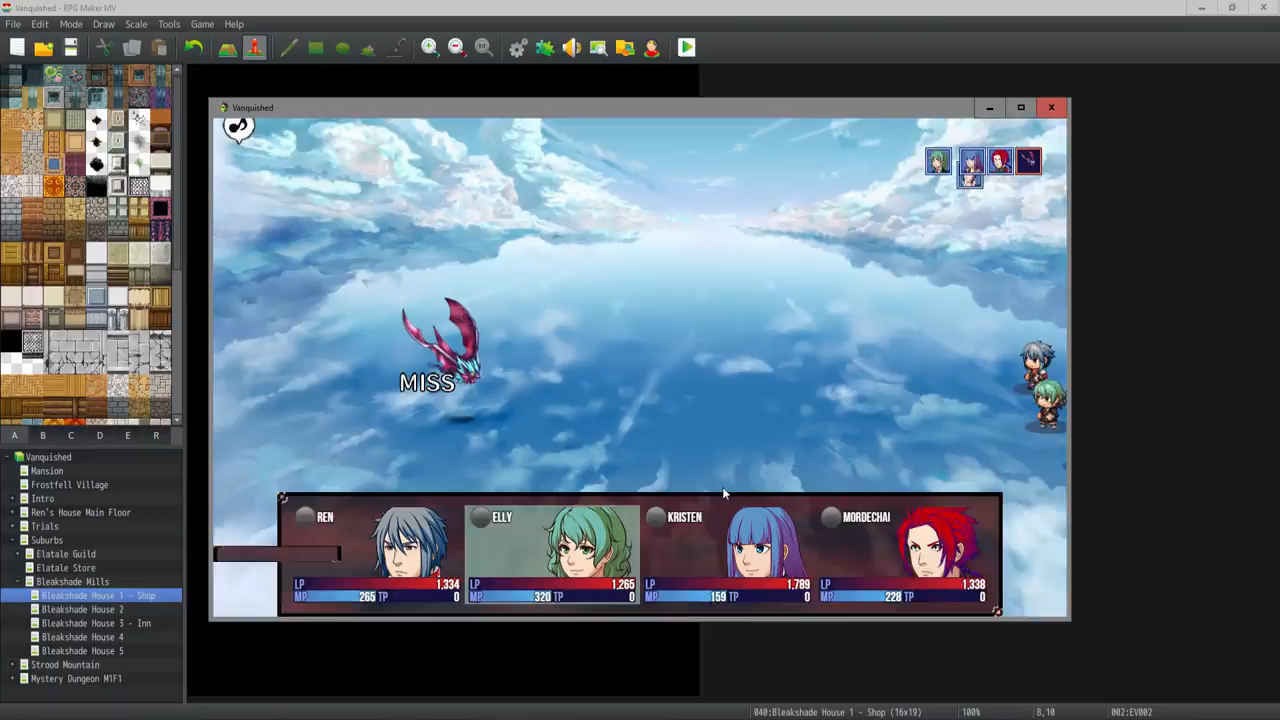 Vanquished - RPG Maker MV
File Edit Mode Draw Scale Tools Game Help
1:1
Vanquished
MISS
A B C D E R
Vanquished
Mansion
Frostfell Village
Intro
Ren's House Main Floor
Trials
Suburbs
Elatale Guild
Elatale Store
Bleakshade Mills
Bleakshade House 1 - Shop
Bleakshade House 2
Bleakshade House 3 - Inn
Bleakshade House 4
Bleakshade House 5
Strood Mountain
Mystery Dungeon M1F1
REN
LP 1,334
MP 265 TP 0
ELLY
LP 1,265
MP 320 TP 0
KRISTEN
LP 1,789
MP 159 TP 0
MORDECHAI
LP 1,338
MP 228 TP 0
040:Bleakshade House 1 - Shop (16x19) 100% 8,10 002:EV002